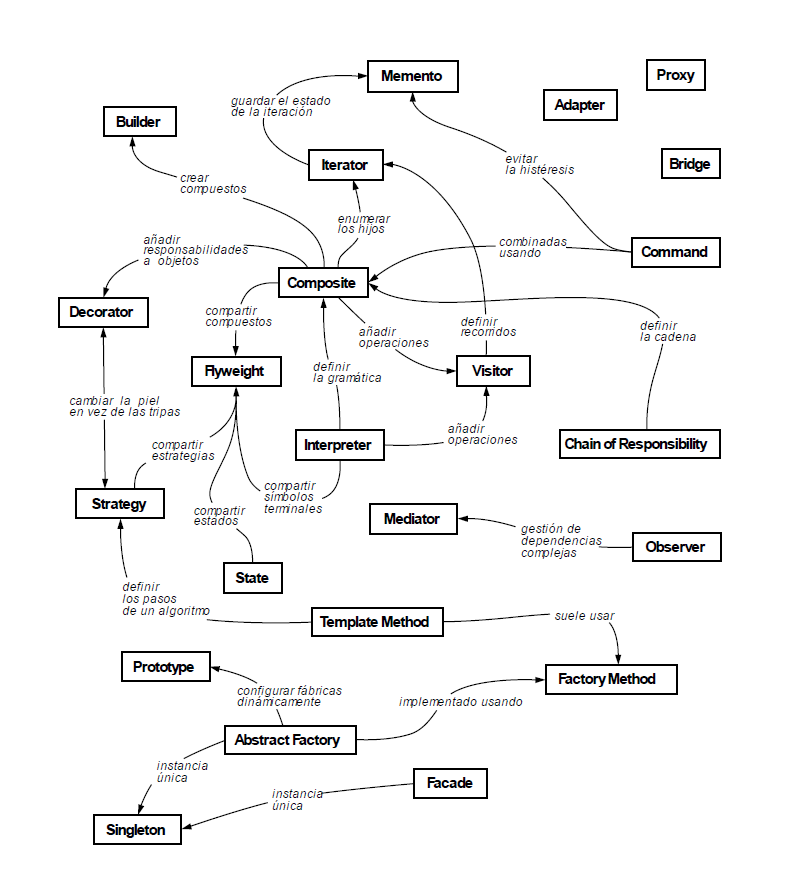 Memento
Proxy
Adapter
guardar el estado
de la iteración
Builder
Iterator
evitar
la histéresis
Bridge
crear
compuestos
enumerar
los hijos
añadir
responsabilidades
a objetos
combinadas
usando
Command
Composite
Decorator
compartir
compuestos
añadir
operaciones
definir
recorridos
definir
la cadena
Flyweight
definir
la gramática
Visitor
cambiar la piel
en vez de las tripas
compartir
estrategias
Interpreter
añadir
operaciones
Chain of Responsibility
Strategy
compartir
estados
compartir
símbolos
terminales
Mediator
gestión de
dependencias
complejas
Observer
State
definir
los pasos
de un algoritmo
Template Method
suele usar
Prototype
Factory Method
configurar fábricas
dinámicamente
implementado usando
Abstract Factory
instancia
única
Facade
instancia
única
Singleton